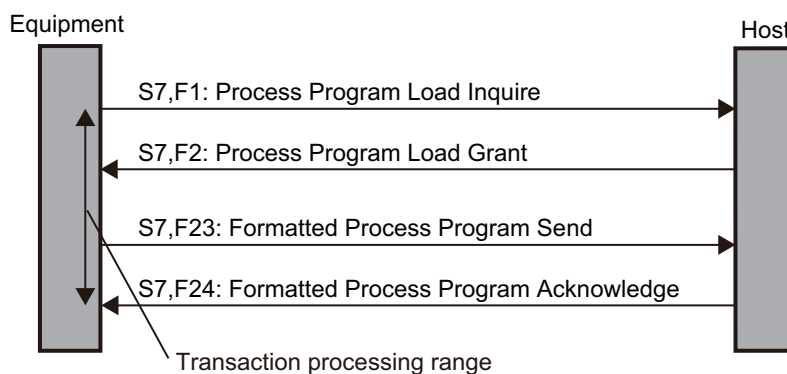 Equipment
Host
S7,F1: Process Program Load Inquire
S7,F2: Process Program Load Grant
S7,F23: Formatted Process Program Send
S7,F24: Formatted Process Program Acknowledge
Transaction processing range